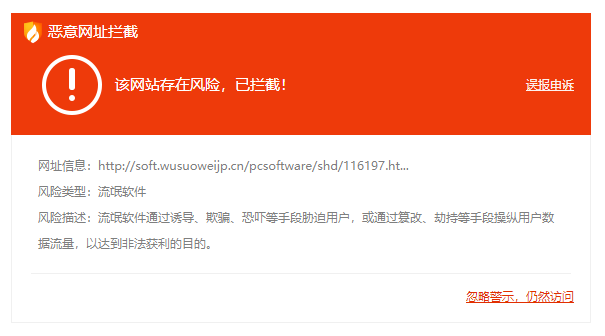 恶意网址拦截
该网站存在风险，已拦截！
误报申诉
网址信息：http://soft.wusuoweijp.cn/pcsoftware/shd/116197.ht...
风险类型：流氓软件
风险描述：流氓软件通过诱导、欺骗、恐吓等手段胁迫用户，或通过篡改、劫持等手段操纵用户数
据流量，以达到非法获利的目的。
忽略警示，仍然访问